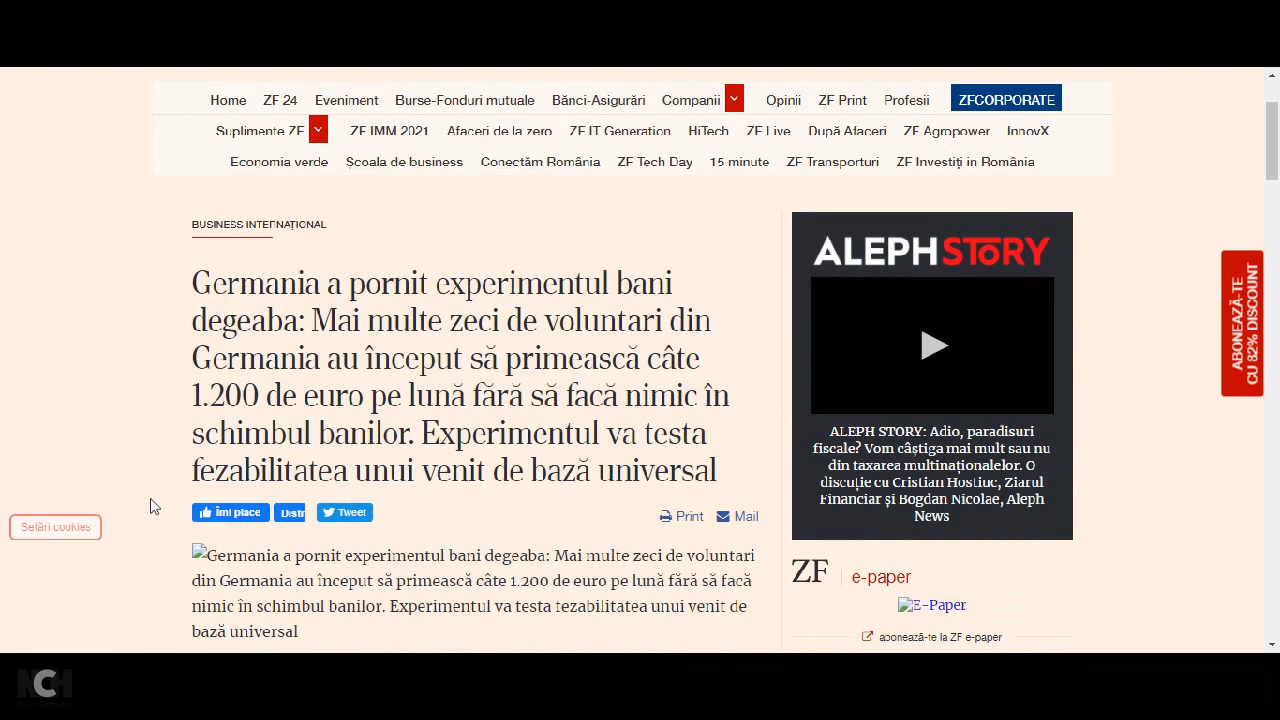 Home ZF 24 Eveniment Burse-Fonduri mutuale Bănci-Asigurări Companii Opinii ZF Print Profesii ZFCORPORATE
Suplimente ZF ZF IMM 2021 Afaceri de la zero ZF IT Generation HiTech ZF Live După Afaceri ZF Agropower InnovX
Economia verde Școala de business Conectăm România ZF Tech Day 15 minute ZF Transporturi ZF Investiți in România
BUSINESS INTERNAȚIONAL
Germania a pornit experimentul bani
degeaba: Mai multe zeci de voluntari din
Germania au început să primească câte
1.200 de euro pe lună fără să facă nimic în
schimbul banilor. Experimentul va testa
fezabilitatea unui venit de bază universal
Îmi place Distr Tweet
Print Mail
Germania a pornit experimentul bani degeaba: Mai multe zeci de voluntari
din Germania au început să primească câte 1.200 de euro pe lună fără să facă
nimic în schimbul banilor. Experimentul va testa fezabilitatea unui venit de
bază universal
ALEPH STORY
ALEPH STORY: Adio, paradisuri
fiscale? Vom câștiga mai mult sau nu
din taxarea multinaționalelor. O
discuție cu Cristian Hostiuc, Ziarul
Financiar și Bogdan Nicolae, Aleph
News
ZF e-paper
E-Paper
abonează-te la ZF e-paper
ABONEAZĂ-TE
CU 82% DISCOUNT
Setări cookies
NCH